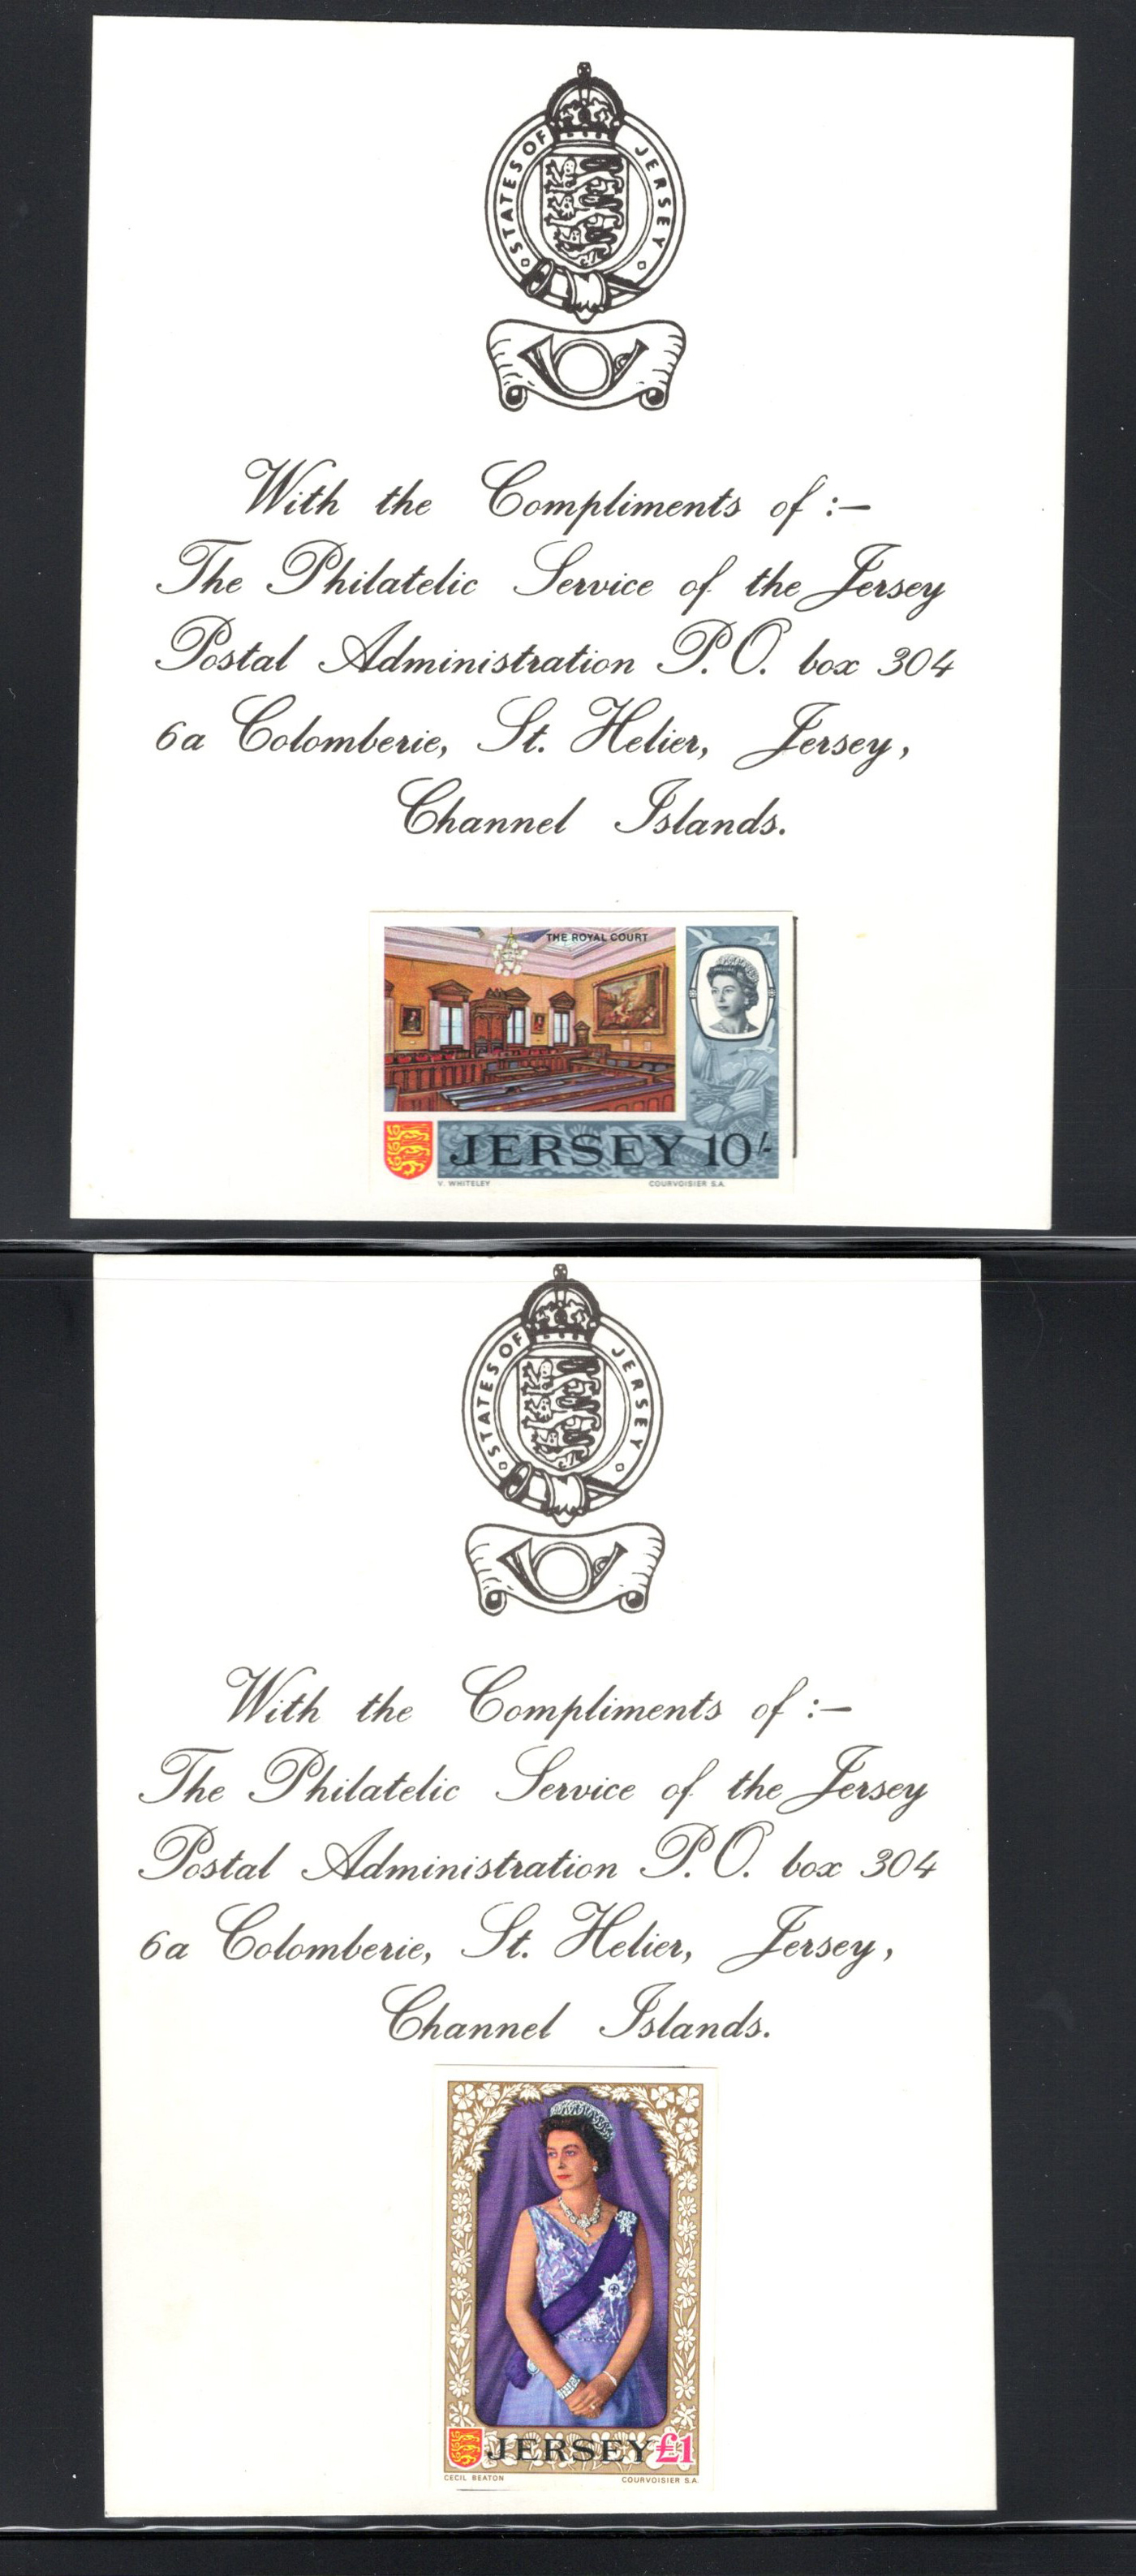 STATES OF JERSEY
With the Compliments of :-
The Philatelic Service of the Jersey
Postal Administration P.O. box 304
6a Colomberie, St. Helier, Jersey,
Channel Islands.
THE ROYAL COURT
JERSEY 10/-
V. WHITELEY COURVOISIER S.A.
STATES OF JERSEY
With the Compliments of :-
The Philatelic Service of the Jersey
Postal Administration P.O. box 304
6a Colomberie, St. Helier, Jersey,
Channel Islands.
JERSEY £1
CECIL BEATON COURVOISIER S.A.